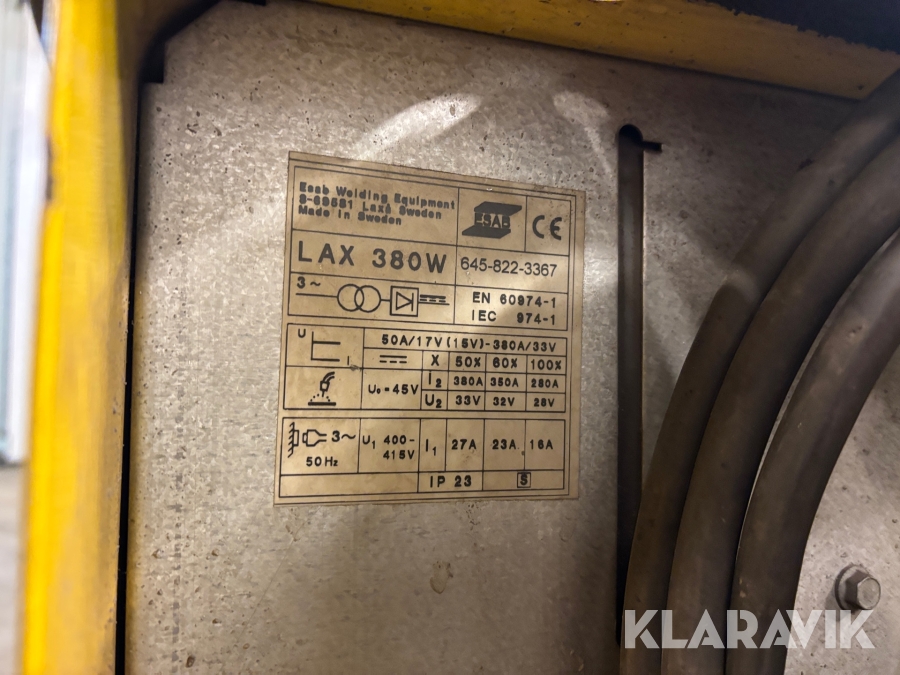 Esab Welding Equipment
S-69581 Laxå Sweden
Made in Sweden
ESAB
CE
LAX 380W
645-822-3367
3~
EN 60974-1
IEC 974-1
U
I
50A/17V(15V)-380A/33V
X 50% 60% 100%
U₀=45V
I₂ 380A 350A 280A
U₂ 33V 32V 28V
3~
50Hz
U₁ 400-
415V
I₁ 27A 23A 16A
IP 23
S
KLARAVIK